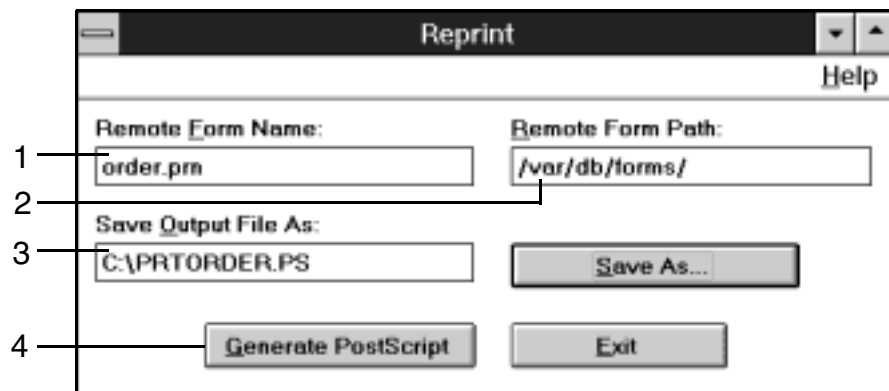 Reprint
Help
Remote Form Name:
Remote Form Path:
1
order.prn
/var/db/forms/
2
Save Output File As:
3
C:\PRTORDER.PS
Save As...
4
Generate PostScript
Exit